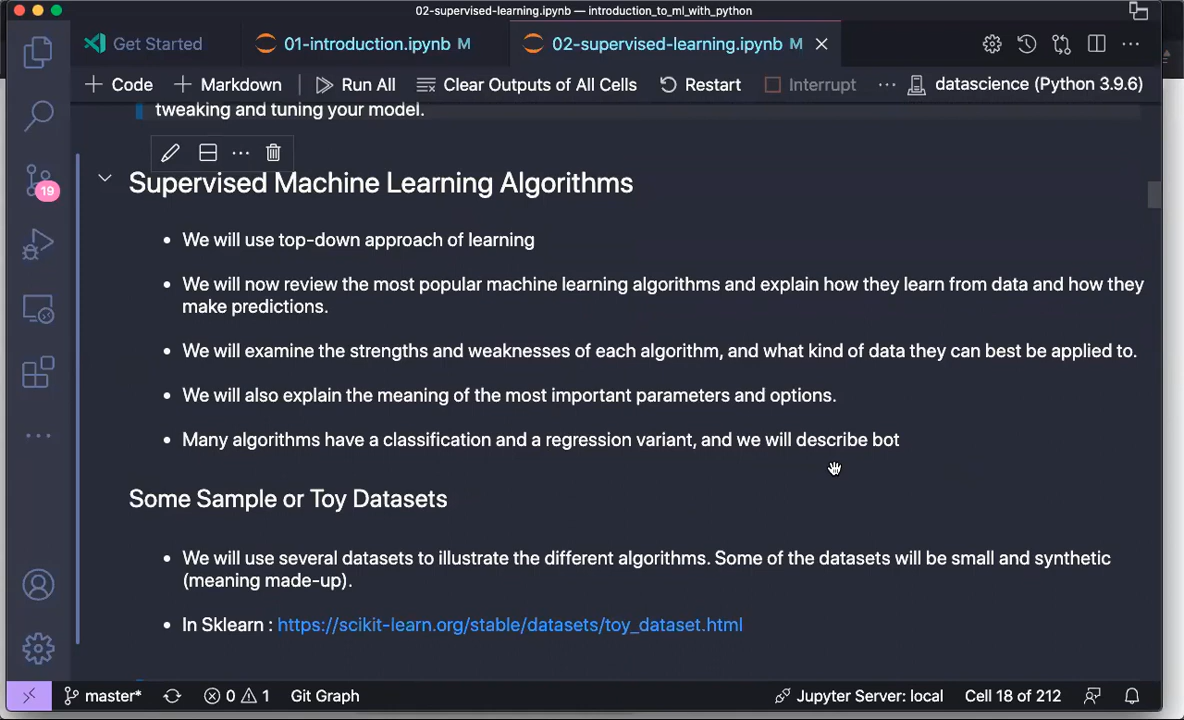 02-supervised-learning.ipynb — introduction_to_ml_with_python
Get Started
01-introduction.ipynb M
02-supervised-learning.ipynb M
Code
Markdown
Run All
Clear Outputs of All Cells
Restart
Interrupt
datascience (Python 3.9.6)
tweaking and tuning your model.
19
Supervised Machine Learning Algorithms
• We will use top-down approach of learning
• We will now review the most popular machine learning algorithms and explain how they learn from data and how they
make predictions.
• We will examine the strengths and weaknesses of each algorithm, and what kind of data they can best be applied to.
• We will also explain the meaning of the most important parameters and options.
• Many algorithms have a classification and a regression variant, and we will describe bot
Some Sample or Toy Datasets
• We will use several datasets to illustrate the different algorithms. Some of the datasets will be small and synthetic
(meaning made-up).
• In Sklearn : https://scikit-learn.org/stable/datasets/toy_dataset.html
master*
0
1
Git Graph
Jupyter Server: local
Cell 18 of 212